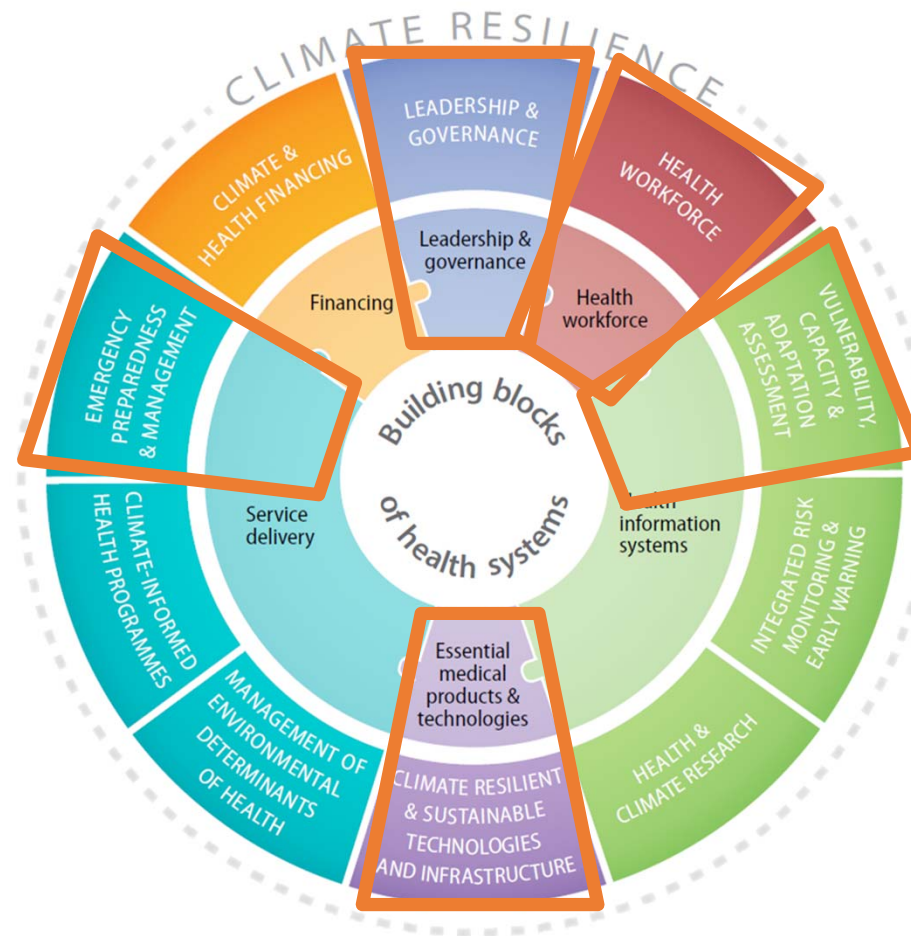 CLIMATE RESILIENCE
LEADERSHIP &
GOVERNANCE
HEALTH
WORKFORCE
VULNERABILITY,
CAPACITY &
ADAPTATION
ASSESSMENT
INTEGRATED RISK
MONITORING &
EARLY WARNING
HEALTH &
CLIMATE RESEARCH
CLIMATE RESILIENT
& SUSTAINABLE
TECHNOLOGIES
AND INFRASTRUCTURE
MANAGEMENT OF
ENVIRONMENTAL
DETERMINANTS
OF HEALTH
CLIMATE-INFORMED
HEALTH PROGRAMMES
EMERGENCY
PREPAREDNESS
& MANAGEMENT
CLIMATE &
HEALTH FINANCING
Leadership &
governance
Health
workforce
Health
information
systems
Essential
medical
products &
technologies
Service
delivery
Financing
Building blocks
of health systems